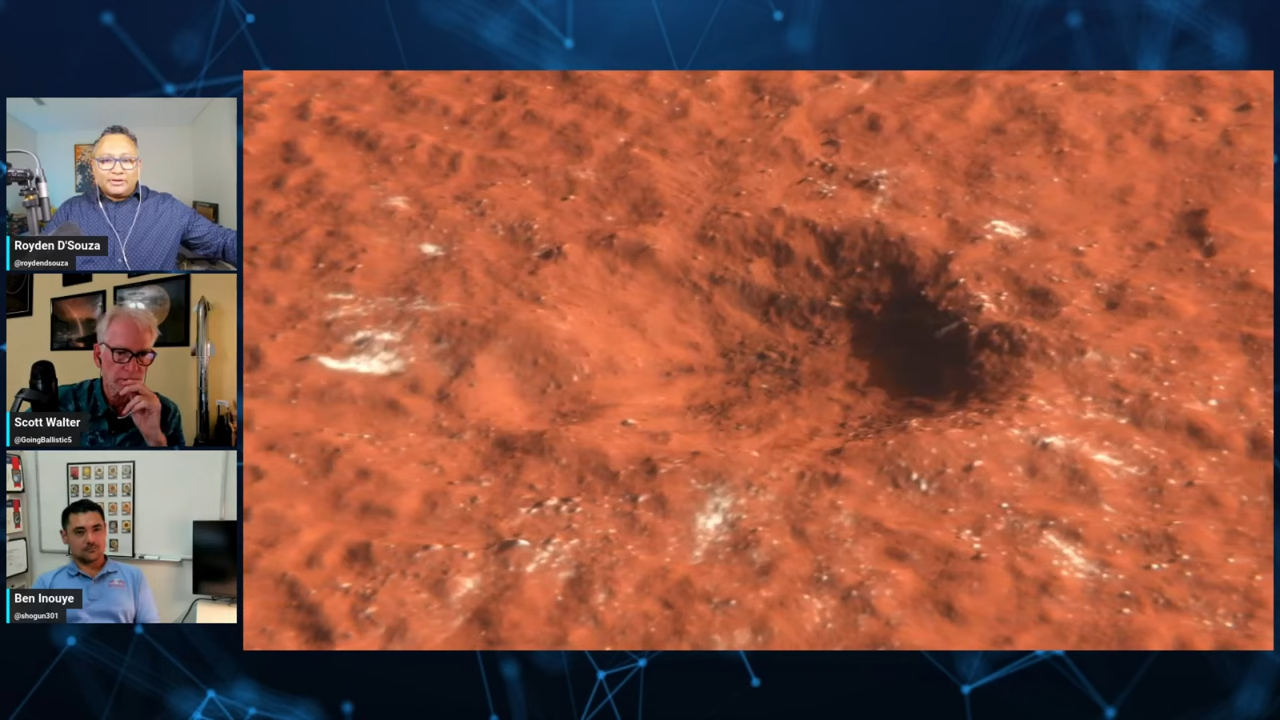 Royden D'Souza
@roydendsouza
Scott Walter
@GoingBallistic5
Ben Inouye
@shogun301